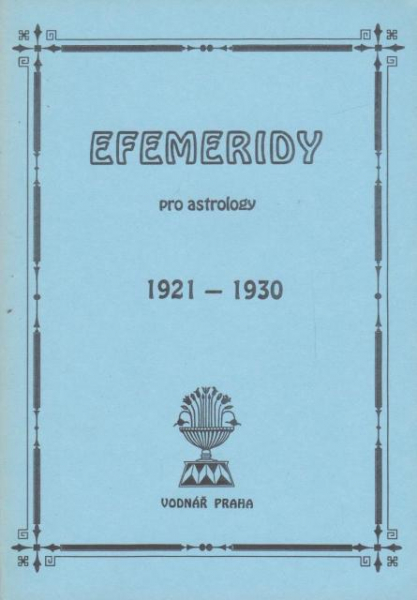 EFEMERIDY
pro astrology
1921 – 1930
VODNÁŘ PRAHA